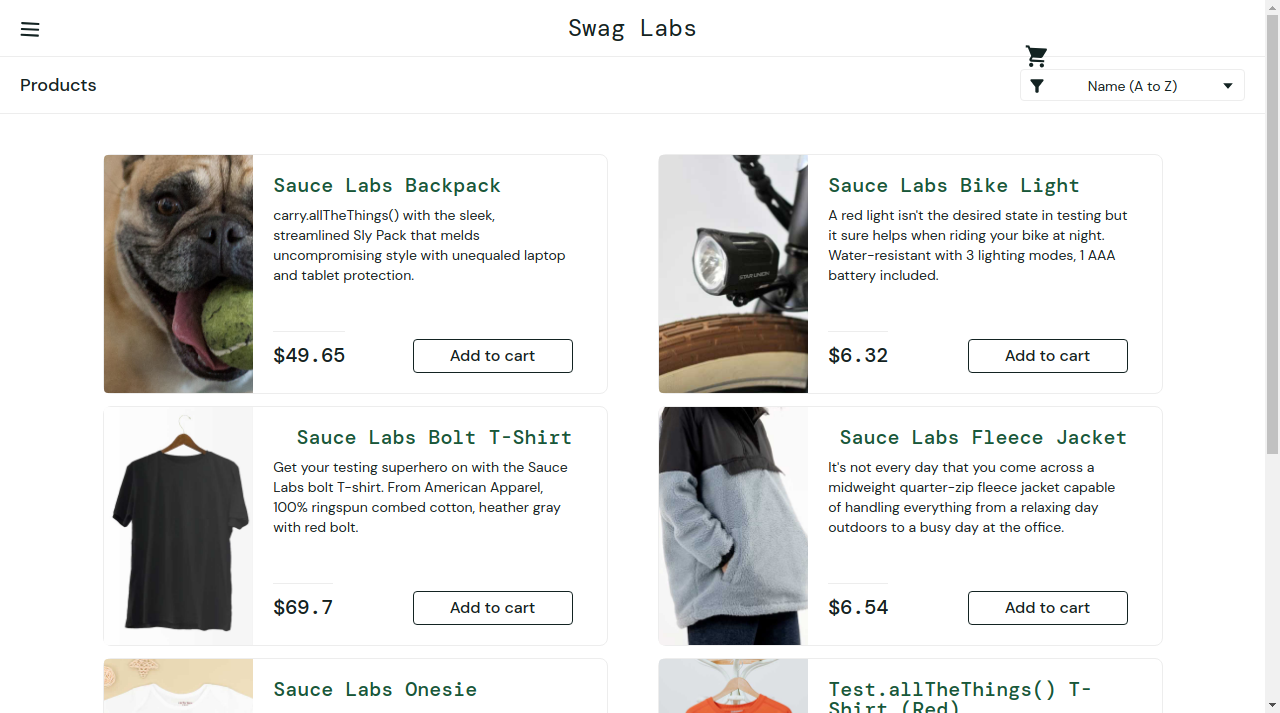 Swag Labs
Products
Name (A to Z)
Sauce Labs Backpack
carry.allTheThings() with the sleek,
streamlined Sly Pack that melds
uncompromising style with unequaled laptop
and tablet protection.
$49.65
Add to cart
Sauce Labs Bike Light
A red light isn't the desired state in testing but
it sure helps when riding your bike at night.
Water-resistant with 3 lighting modes, 1 AAA
battery included.
$6.32
Add to cart
Sauce Labs Bolt T-Shirt
Get your testing superhero on with the Sauce
Labs bolt T-shirt. From American Apparel,
100% ringspun combed cotton, heather gray
with red bolt.
$69.7
Add to cart
Sauce Labs Fleece Jacket
It's not every day that you come across a
midweight quarter-zip fleece jacket capable
of handling everything from a relaxing day
outdoors to a busy day at the office.
$6.54
Add to cart
Sauce Labs Onesie
Test.allTheThings() T-
Shirt (Red)